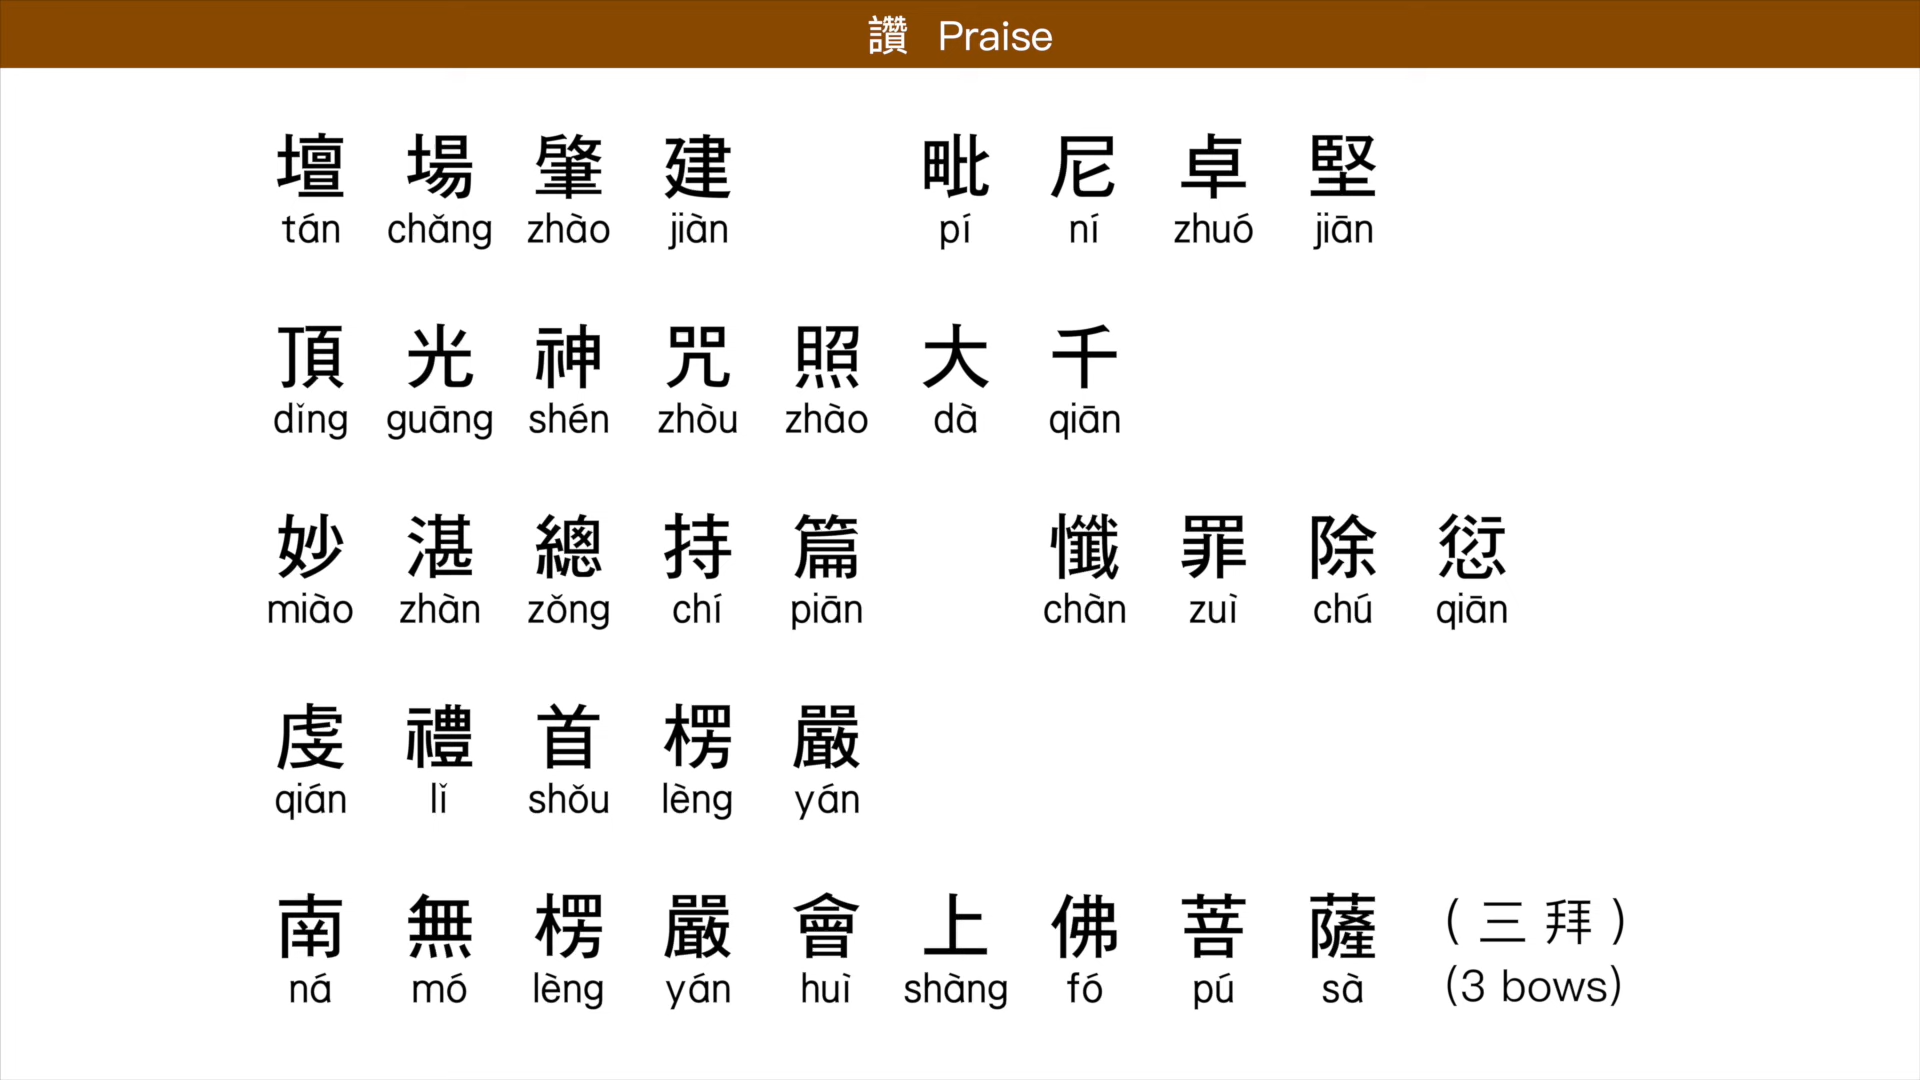 讚 Praise
壇 場 肇 建 毗 尼 卓 堅
tán chǎng zhào jiàn pí ní zhuó jiān
頂 光 神 咒 照 大 千
dǐng guāng shén zhòu zhào dà qiān
妙 湛 總 持 篇 懺 罪 除 愆
miào zhàn zǒng chí piān chàn zuì chú qiān
虔 禮 首 楞 嚴
qián lǐ shǒu lèng yán
南 無 楞 嚴 會 上 佛 菩 薩 ( 三 拜 )
ná mó lèng yán huì shàng fó pú sà (3 bows)